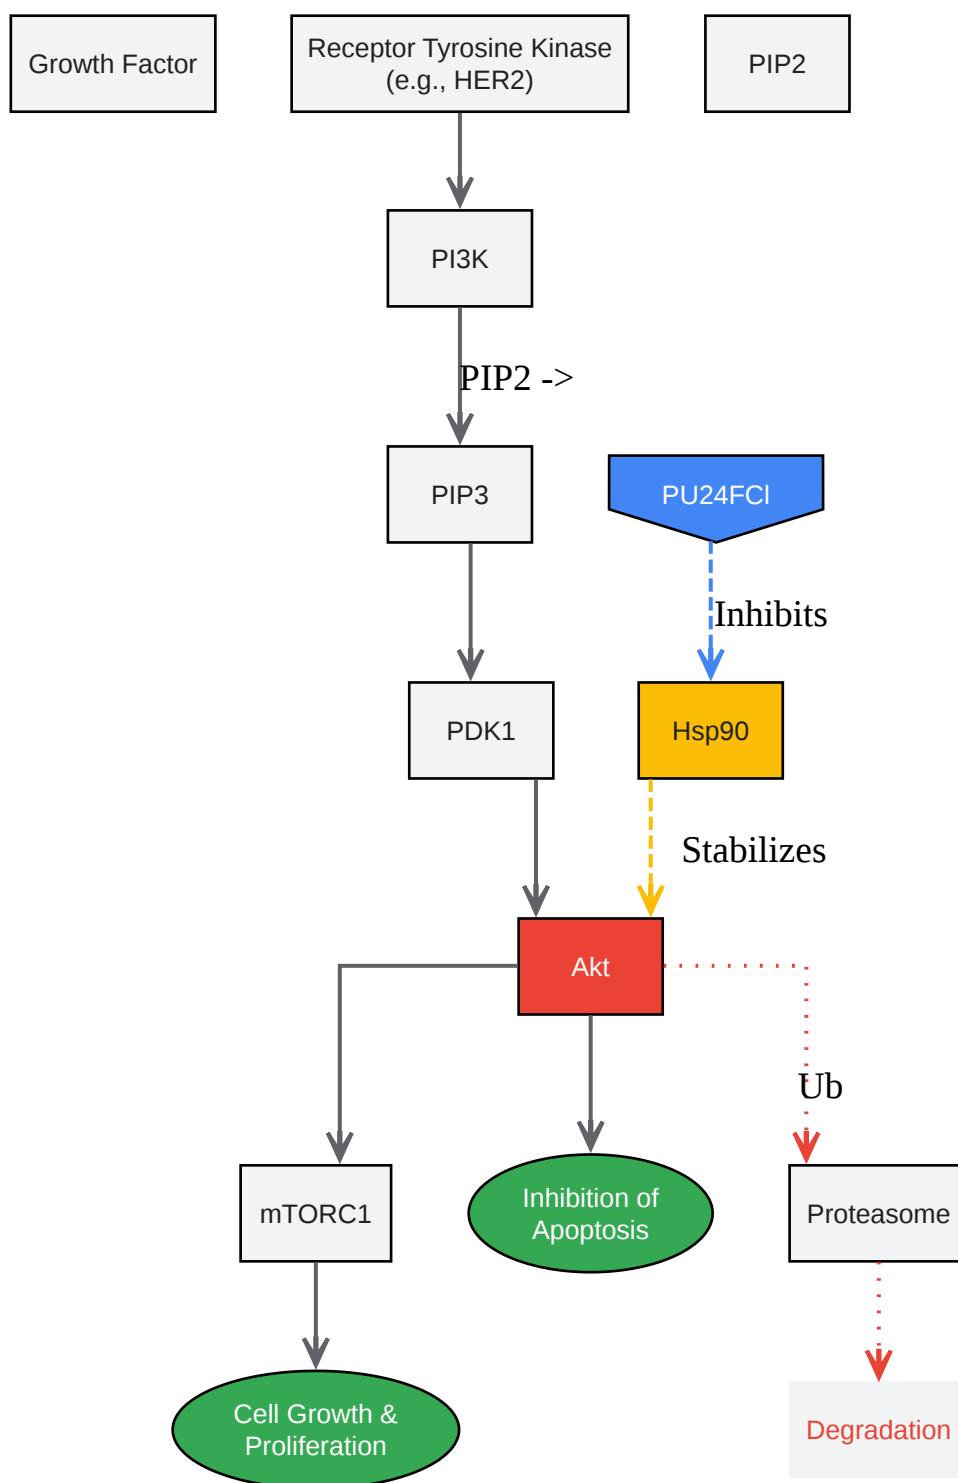 Growth Factor
Receptor Tyrosine Kinase
(e.g., HER2)
PIP2
PI3K
PIP2 ->
PIP3
PU24FCl
Inhibits
PDK1
Hsp90
Stabilizes
Akt
Ub
mTORC1
Inhibition of
Apoptosis
Proteasome
Cell Growth &
Proliferation
Degradation